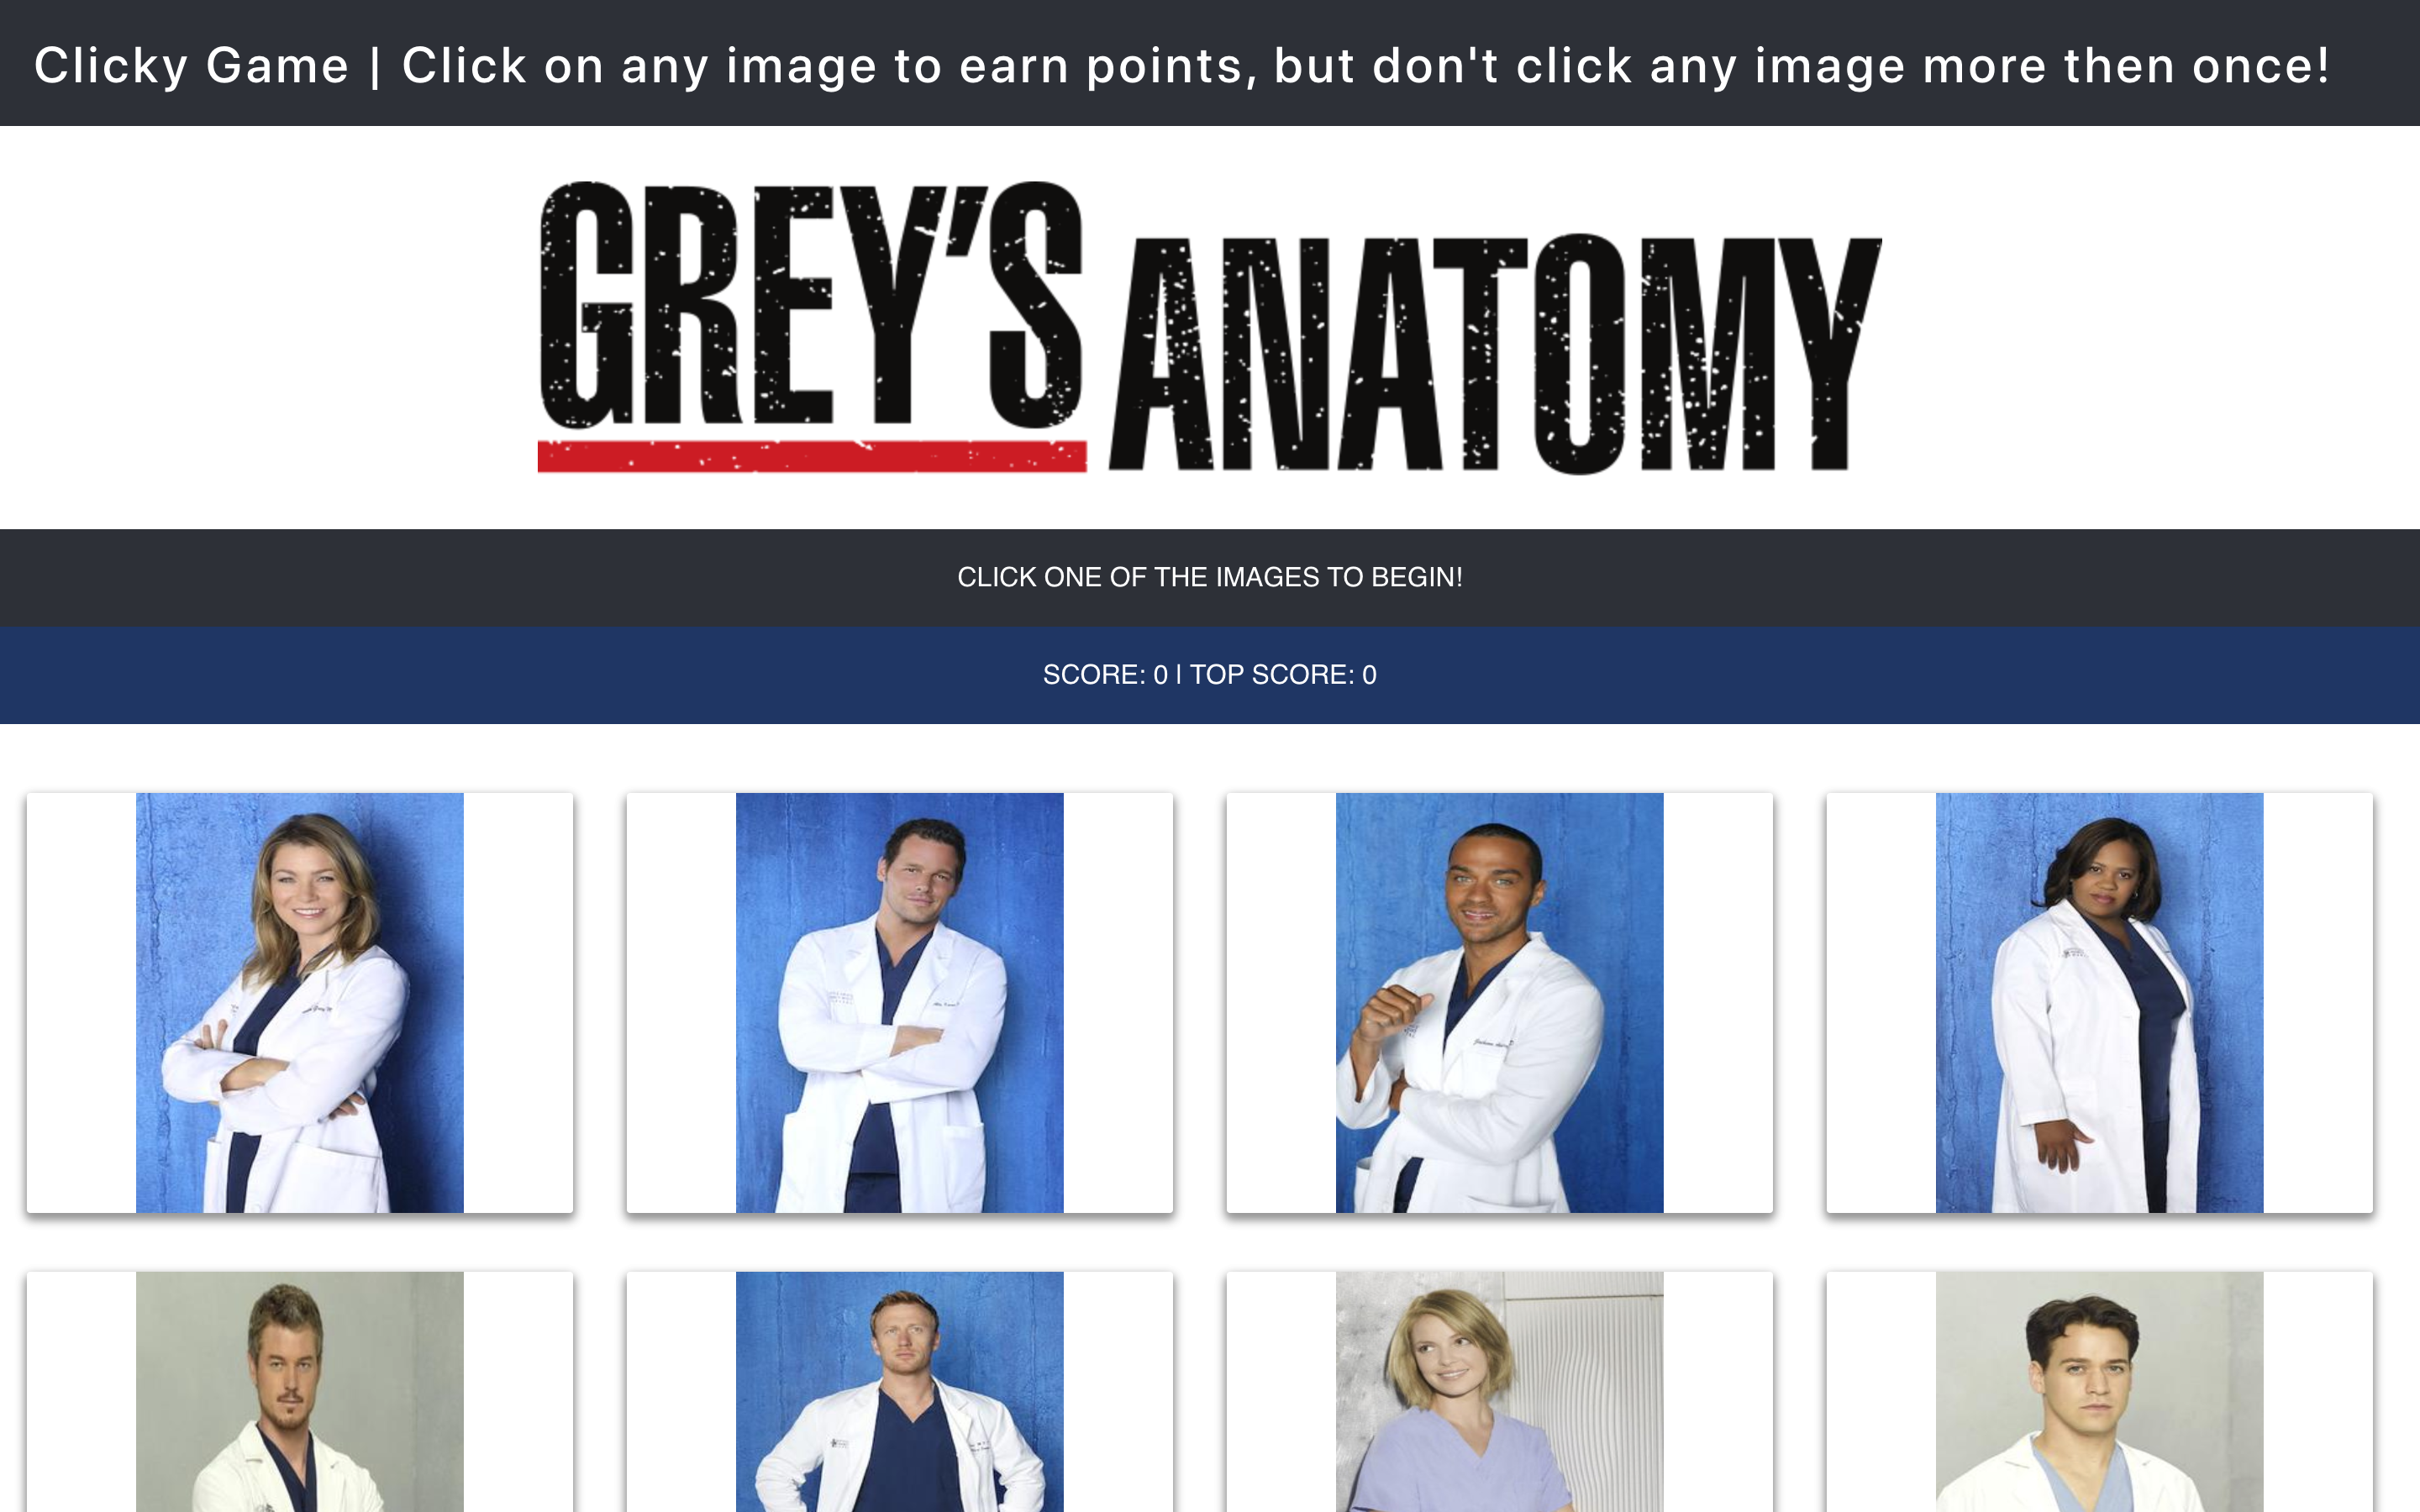 Clicky Game | Click on any image to earn points, but don't click any image more then once!
GREY'S ANATOMY
CLICK ONE OF THE IMAGES TO BEGIN!
SCORE: 0 | TOP SCORE: 0